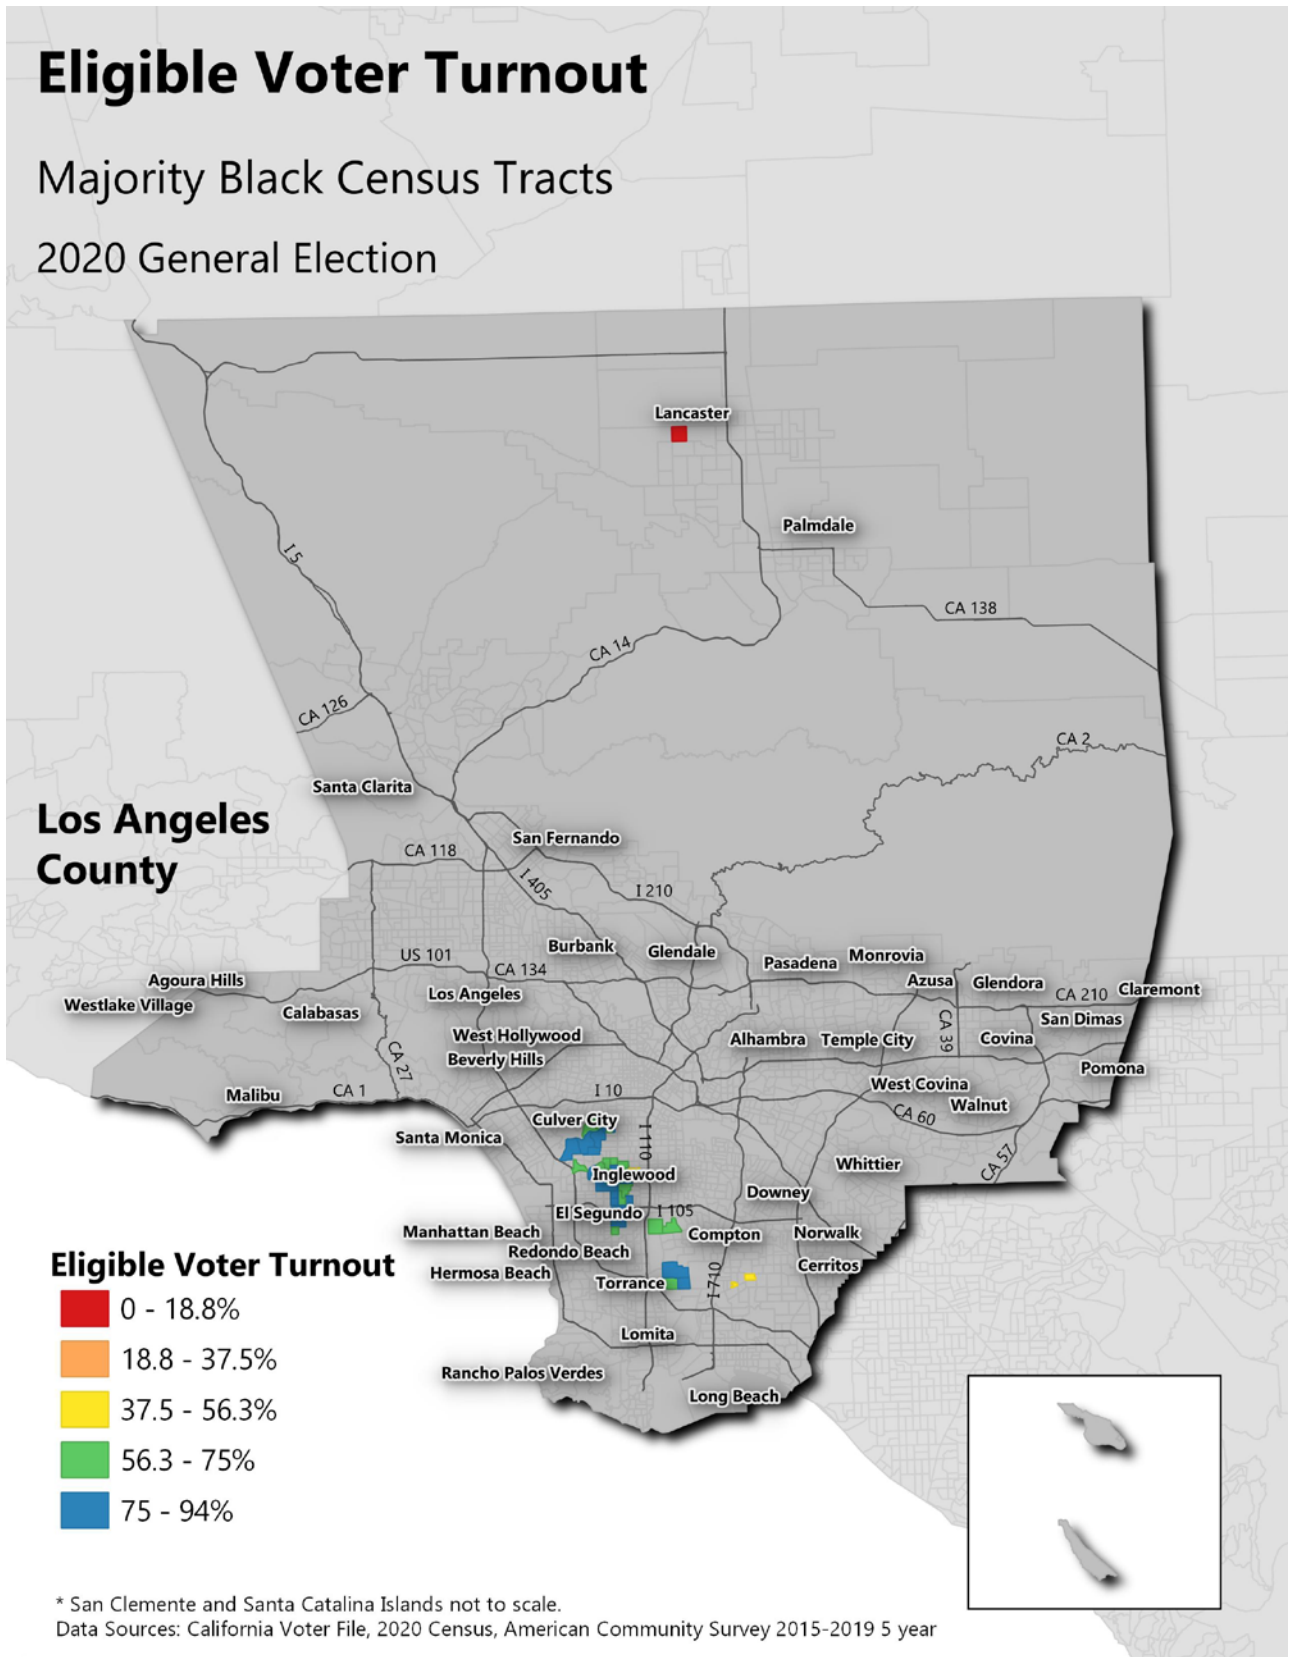 Eligible Voter Turnout
Majority Black Census Tracts
2020 General Election
Lancaster
Palmdale
I 5
CA 138
CA 14
CA 126
CA 2
Santa Clarita
Los Angeles
County
San Fernando
CA 118
I 405
I 210
Burbank
Glendale
US 101
CA 134
Pasadena
Monrovia
Agoura Hills
Azusa
Glendora
Claremont
Westlake Village
Los Angeles
CA 210
Calabasas
San Dimas
West Hollywood
Alhambra
Temple City
CA 39
Covina
Beverly Hills
CA 27
Pomona
Malibu
CA 1
I 10
West Covina
Walnut
CA 60
Culver City
Santa Monica
I 110
Whittier
CA 57
Inglewood
Downey
El Segundo
I 105
Manhattan Beach
Compton
Norwalk
Redondo Beach
Cerritos
Hermosa Beach
Torrance
I 710
Lomita
Rancho Palos Verdes
Long Beach
Eligible Voter Turnout
0 - 18.8%
18.8 - 37.5%
37.5 - 56.3%
56.3 - 75%
75 - 94%
* San Clemente and Santa Catalina Islands not to scale.
Data Sources: California Voter File, 2020 Census, American Community Survey 2015-2019 5 year